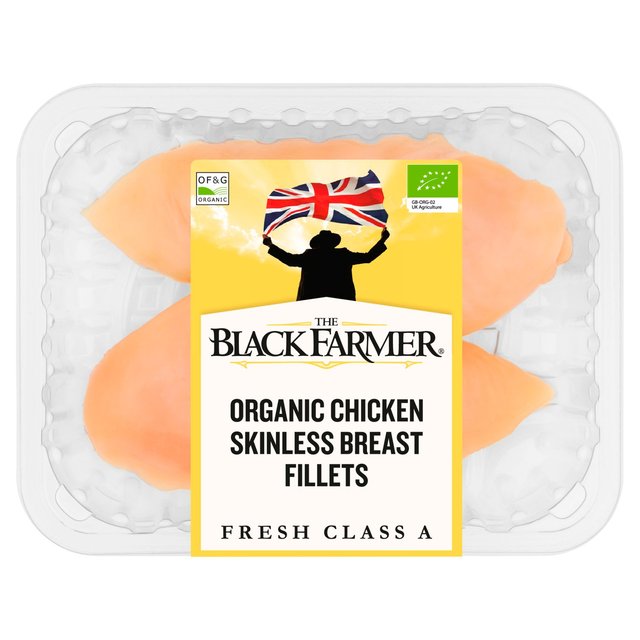 OF&G
ORGANIC
GB-ORG-02
UK Agriculture
THE
BLACK FARMER®
ORGANIC CHICKEN
SKINLESS BREAST
FILLETS
FRESH CLASS A